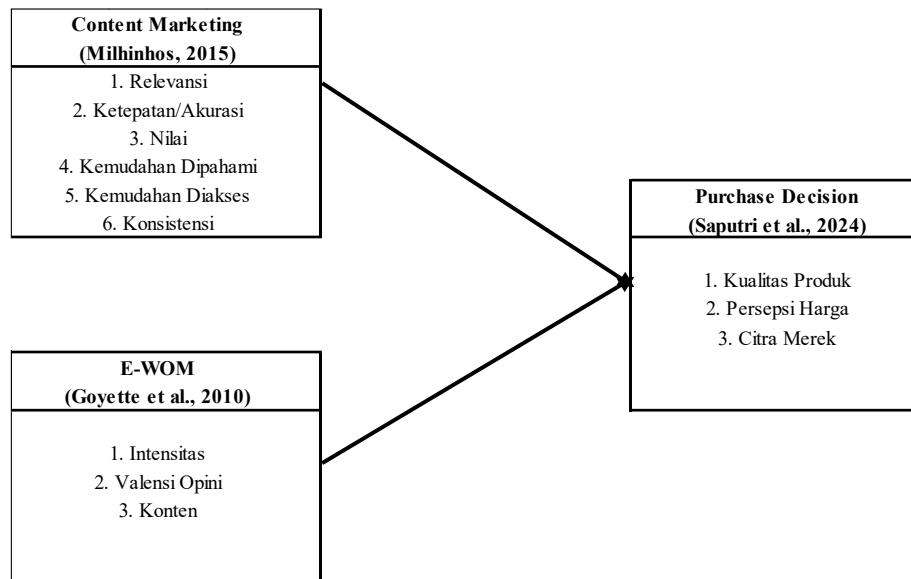 Content Marketing
(Milhinhos, 2015)
1. Relevansi
2. Ketepatan/Akurasi
3. Nilai
4. Kemudahan Dipahami
5. Kemudahan Diakses
6. Konsistensi
Purchase Decision
(Saputri et al., 2024)
1. Kualitas Produk
2. Persepsi Harga
3. Citra Merek
E-WOM
(Goyette et al., 2010)
1. Intensitas
2. Valensi Opini
3. Konten